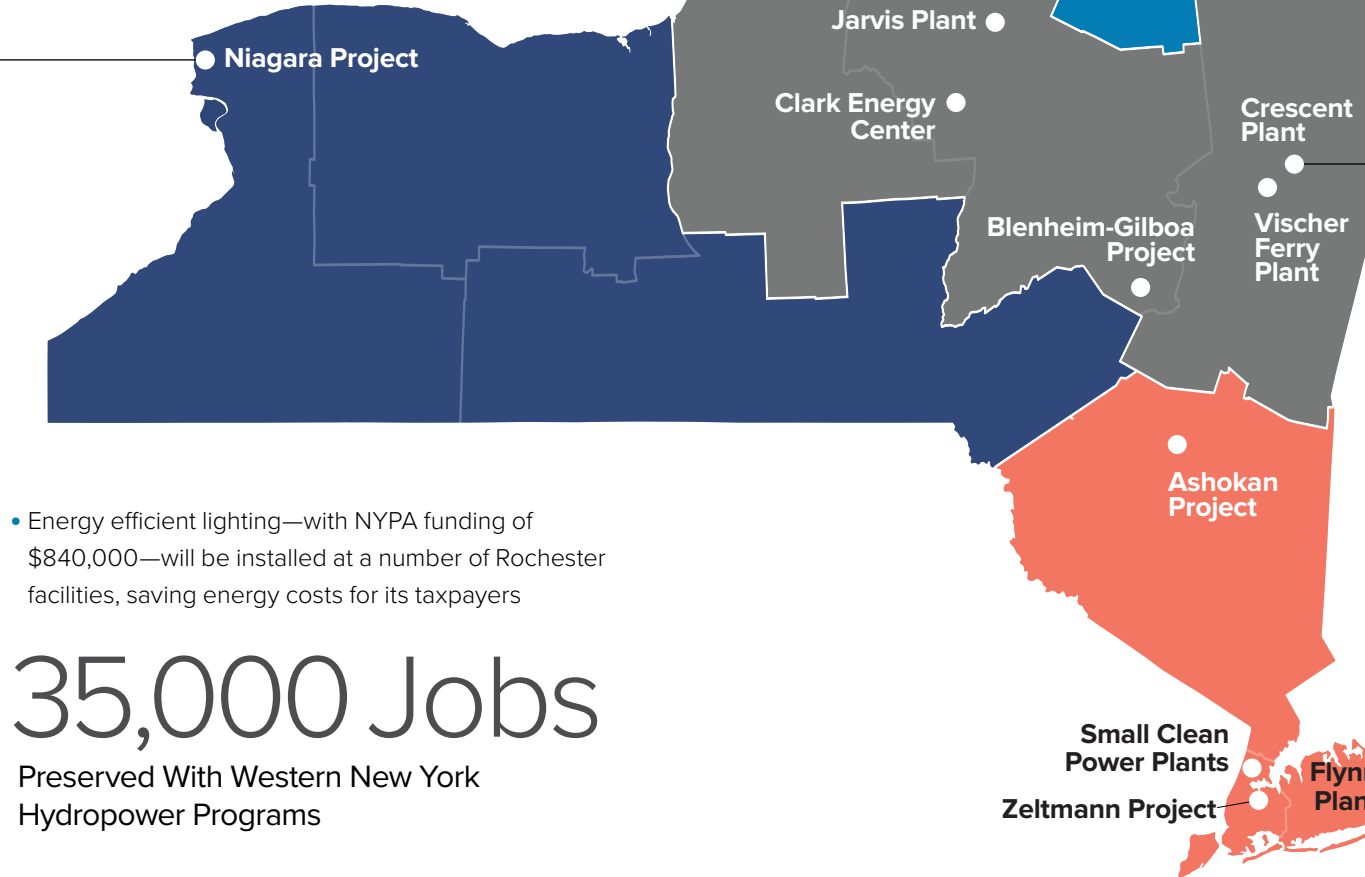 Jarvis Plant
Niagara Project
Clark Energy
Center
Crescent
Plant
Blenheim-Gilboa
Project
Vischer
Ferry
Plant
Ashokan
Project
• Energy efficient lighting—with NYPA funding of
$840,000—will be installed at a number of Rochester
facilities, saving energy costs for its taxpayers
35,000 Jobs
Preserved With Western New York
Hydropower Programs
Small Clean
Power Plants
Zeltmann Project